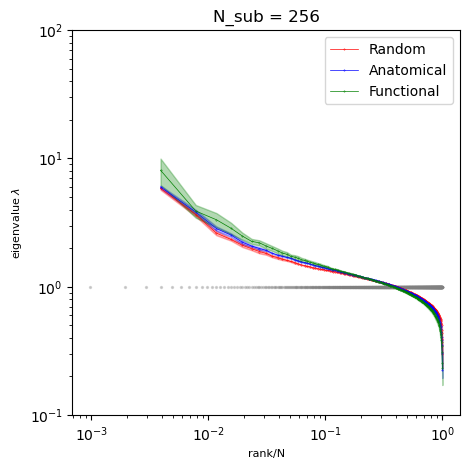 N_sub = 256
10²
10¹
10⁰
10⁻¹
eigenvalue λ
Random
Anatomical
Functional
10⁻³
10⁻²
10⁻¹
10⁰
rank/N